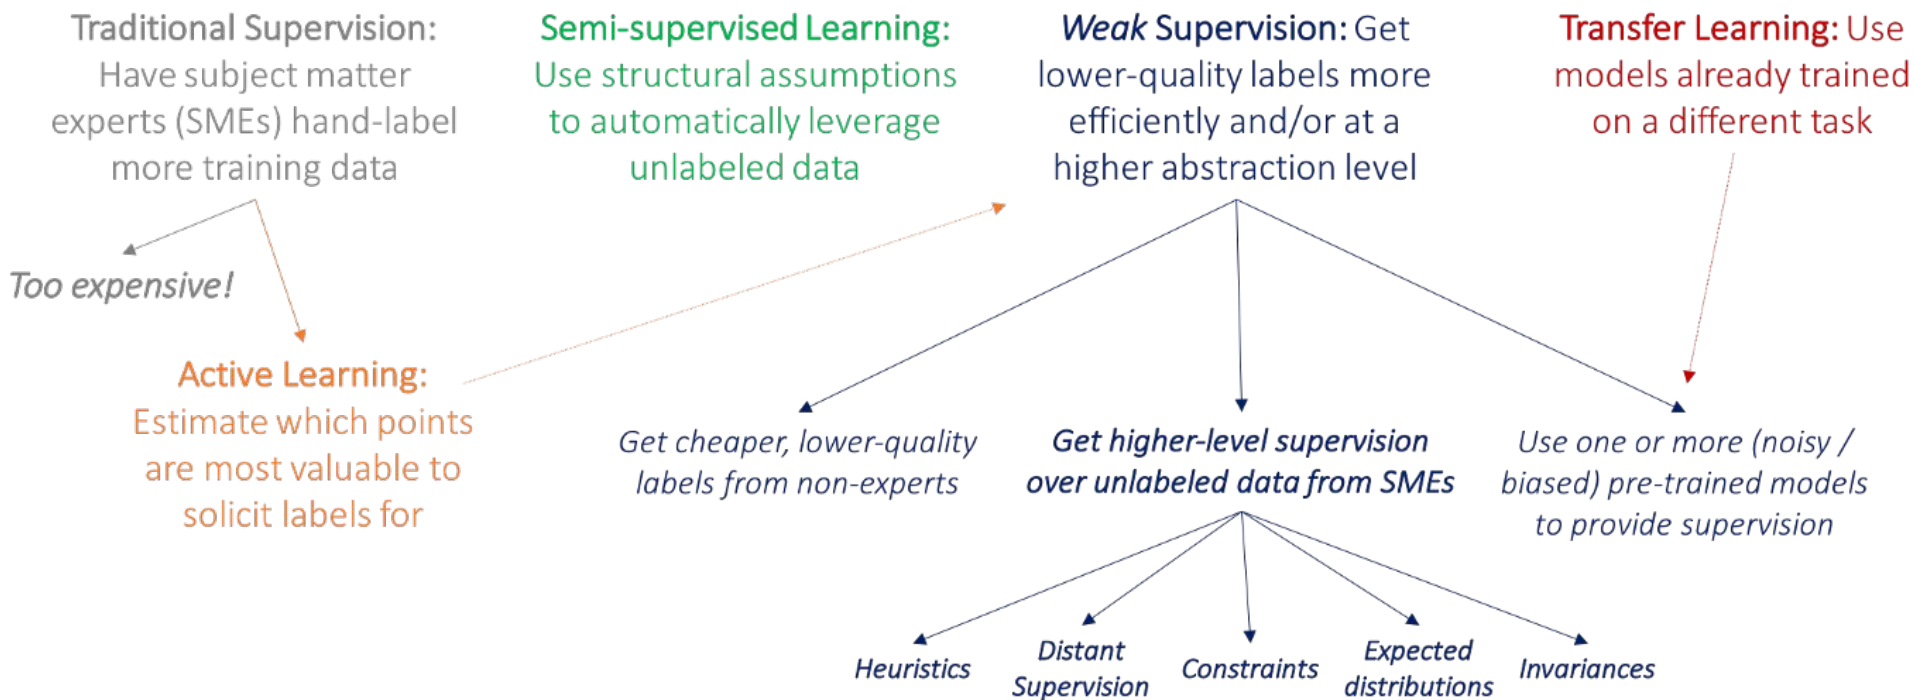 Traditional Supervision:
Have subject matter
experts (SMEs) hand-label
more training data
Semi-supervised Learning:
Use structural assumptions
to automatically leverage
unlabeled data
Weak Supervision: Get
lower-quality labels more
efficiently and/or at a
higher abstraction level
Transfer Learning: Use
models already trained
on a different task
Too expensive!
Active Learning:
Estimate which points
are most valuable to
solicit labels for
Get cheaper, lower-quality
labels from non-experts
Get higher-level supervision
over unlabeled data from SMEs
Use one or more (noisy /
biased) pre-trained models
to provide supervision
Heuristics
Distant
Supervision
Constraints
Expected
distributions
Invariances